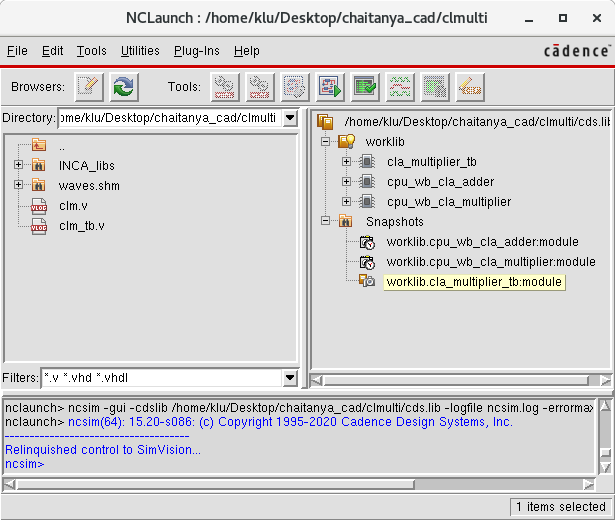 NCLaunch : /home/klu/Desktop/chaitanya_cad/clmulti
File Edit Tools Utilities Plug-Ins Help cādence
Browsers: Tools:
Directory: ome/klu/Desktop/chaitanya_cad/clmulti
..
INCA_libs
waves.shm
VLOG clm.v
VLOG clm_tb.v
Filters: *.v *.vhd *.vhdl
/home/klu/Desktop/chaitanya_cad/clmulti/cds.lib
worklib
cla_multiplier_tb
cpu_wb_cla_adder
cpu_wb_cla_multiplier
Snapshots
worklib.cpu_wb_cla_adder:module
worklib.cpu_wb_cla_multiplier:module
worklib.cla_multiplier_tb:module
nclaunch> ncsim -gui -cdslib /home/klu/Desktop/chaitanya_cad/clmulti/cds.lib -logfile ncsim.log -errormax
nclaunch> ncsim(64): 15.20-s086: (c) Copyright 1995-2020 Cadence Design Systems, Inc.
-------------------------------------
Relinquished control to SimVision...
ncsim>
1 items selected